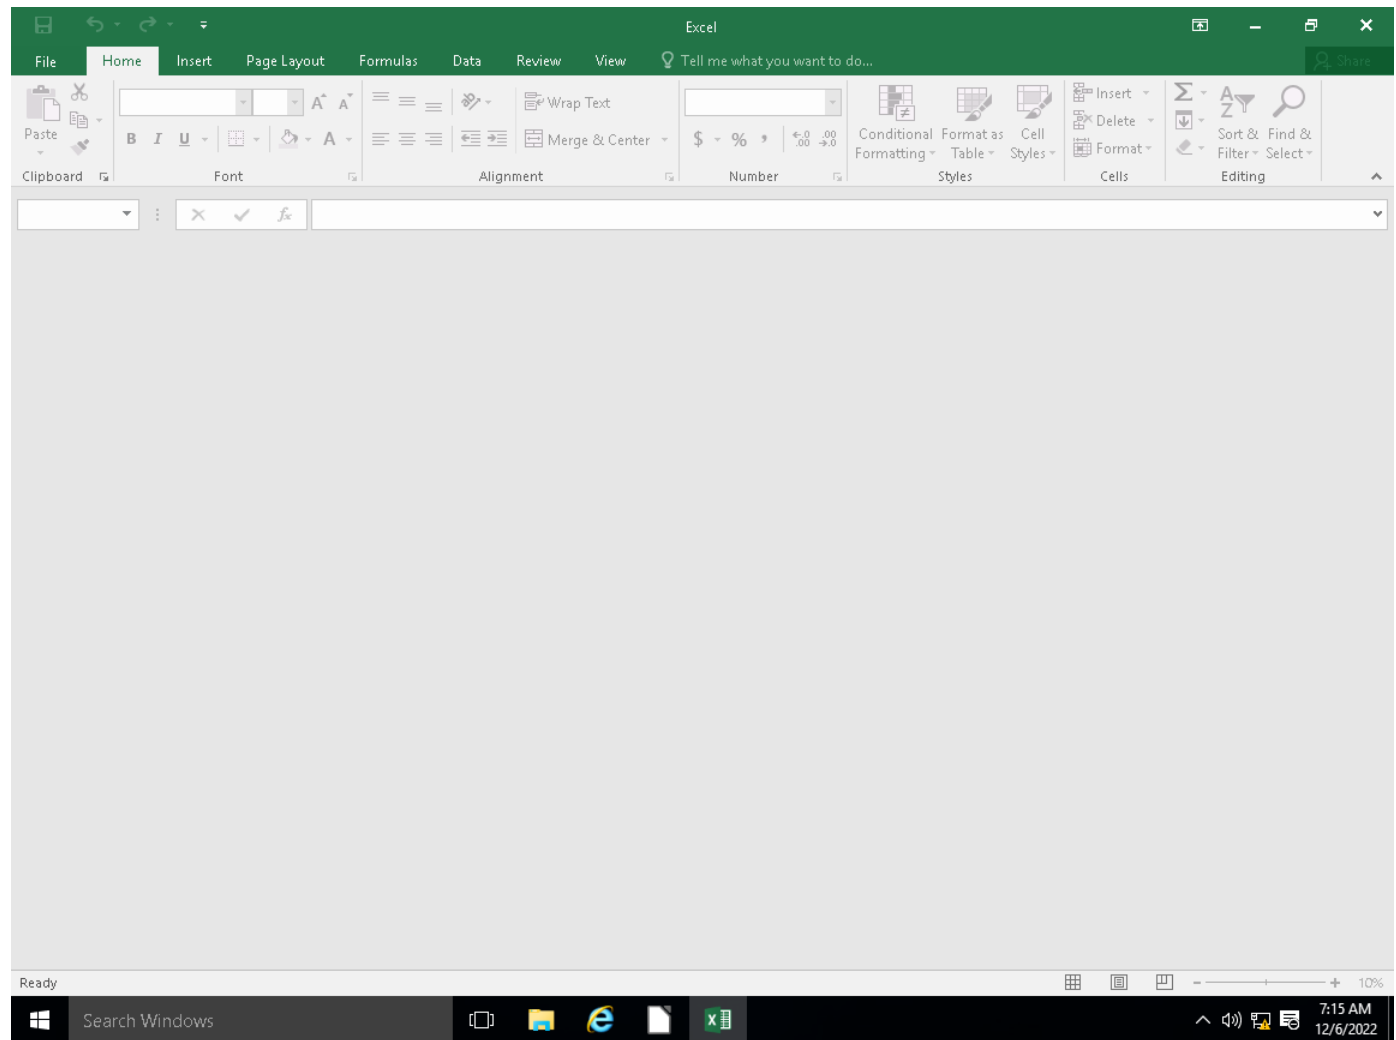 Excel
File Home Insert Page Layout Formulas Data Review View Tell me what you want to do... Share
Paste
Wrap Text
Merge & Center
B I U A
$ % ,
Conditional Formatting
Format as Table
Cell Styles
Insert
Delete
Format
Sort & Filter
Find & Select
Clipboard Font Alignment Number Styles Cells Editing
fx
Ready 10%
Search Windows
7:15 AM
12/6/2022